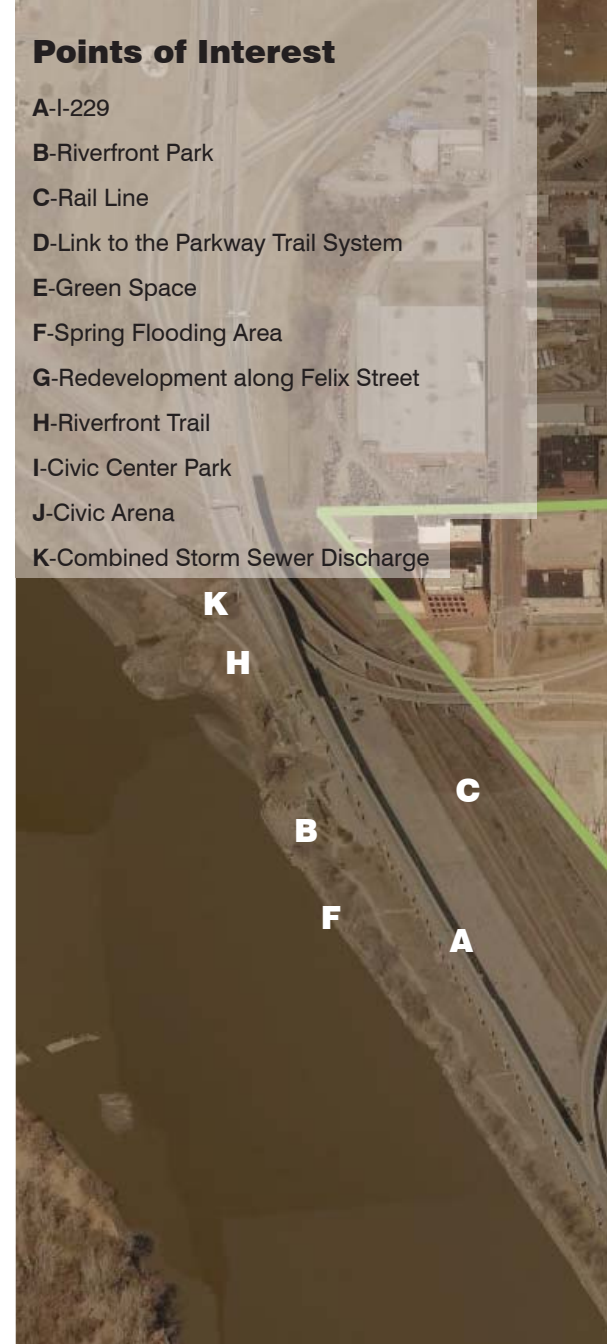 Points of Interest
A-I-229
B-Riverfront Park
C-Rail Line
D-Link to the Parkway Trail System
E-Green Space
F-Spring Flooding Area
G-Redevelopment along Felix Street
H-Riverfront Trail
I-Civic Center Park
J-Civic Arena
K-Combined Storm Sewer Discharge
K
H
C
B
F
A